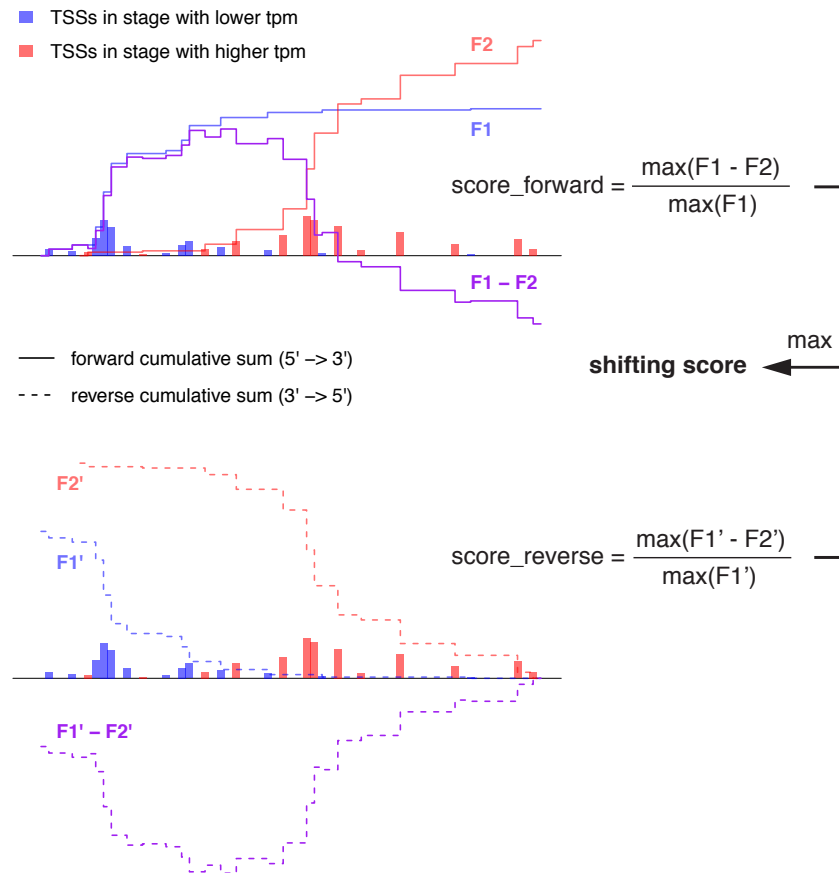 TSSs in stage with lower tpm
TSSs in stage with higher tpm
F2
F1
score_forward = max(F1 - F2)
max(F1)
F1 – F2
forward cumulative sum (5' –> 3')
reverse cumulative sum (3' –> 5')
max
shifting score
F2'
F1'
score_reverse = max(F1’ - F2’)
max(F1’)
F1' – F2'